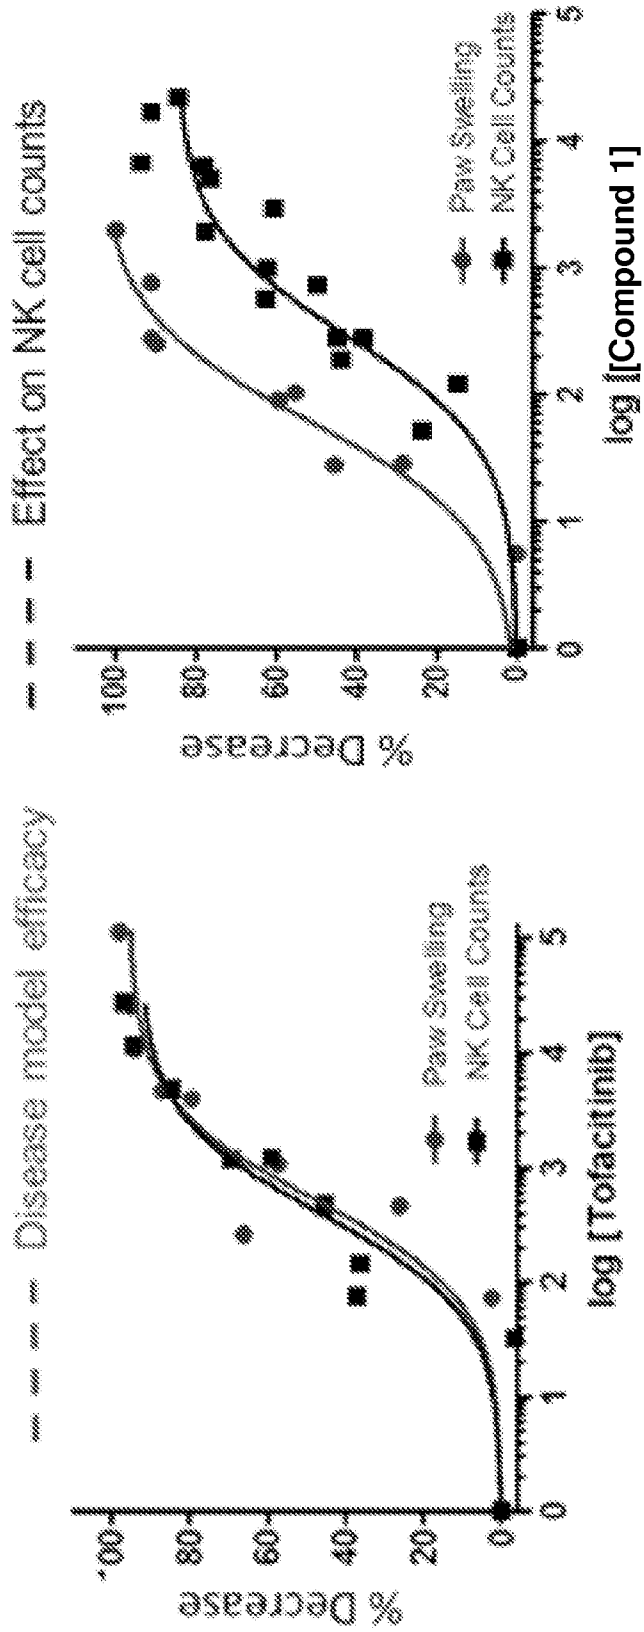 Disease model efficacy
Effect on NK cell counts
% Decrease
'00
80
60
40
20
0
0
1
2
3
4
5
Paw Swelling
NK Cell Counts
log [Tofacitinib]
% Decrease
100
80
60
40
20
0
0
1
2
3
4
5
Paw Swelling
NK Cell Counts
log [[Compound 1]